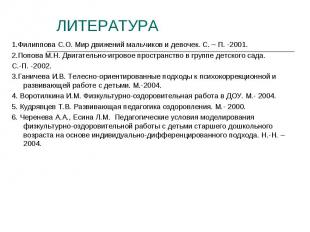 ЛИТЕРАТУРА
1.Филиппова С.О. Мир движений мальчиков и девочек. С. – П. -2001.
2.Попова М.Н. Двигательно-игровое пространство в группе детского сада.
С.-П. -2002.
3.Ганичева И.В. Телесно-ориентированные подходы к психокоррекционной и
развивающей работе с детьми. М.-2004.
4. Воротилкина И.М. Физкультурно-оздоровительная работа в ДОУ. М.- 2004.
5. Кудрявцев Т.В. Развивающая педагогика оздоровления. М.- 2000.
6. Черенева А.А., Есина Л.М. Педагогические условия моделирования
физкультурно-оздоровительной работы с детьми старшего дошкольного
возраста на основе индивидуально-дифференцированного подхода. Н.-Н. –
2004.